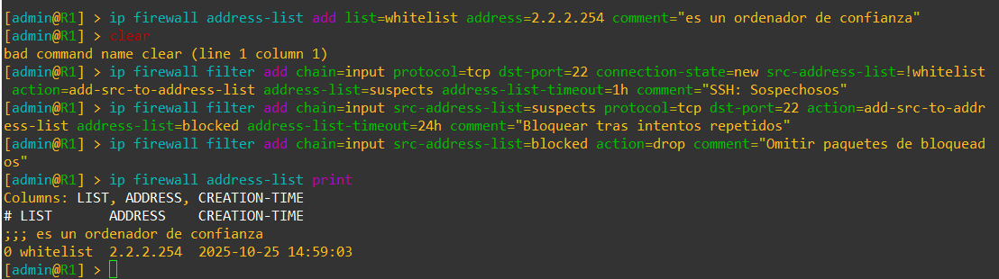 [admin@R1] > ip firewall address-list add list=whitelist address=2.2.2.254 comment="es un ordenador de confianza"
[admin@R1] > clear
bad command name clear (line 1 column 1)
[admin@R1] > ip firewall filter add chain=input protocol=tcp dst-port=22 connection-state=new src-address-list=!whitelist
 action=add-src-to-address-list address-list=suspects address-list-timeout=1h comment="SSH: Sospechosos"
[admin@R1] > ip firewall filter add chain=input src-address-list=suspects protocol=tcp dst-port=22 action=add-src-to-addr
ess-list address-list=blocked address-list-timeout=24h comment="Bloquear tras intentos repetidos"
[admin@R1] > ip firewall filter add chain=input src-address-list=blocked action=drop comment="Omitir paquetes de bloquead
os"
[admin@R1] > ip firewall address-list print
Columns: LIST, ADDRESS, CREATION-TIME
# LIST       ADDRESS    CREATION-TIME
;;; es un ordenador de confianza
0 whitelist  2.2.2.254  2025-10-25 14:59:03
[admin@R1] >